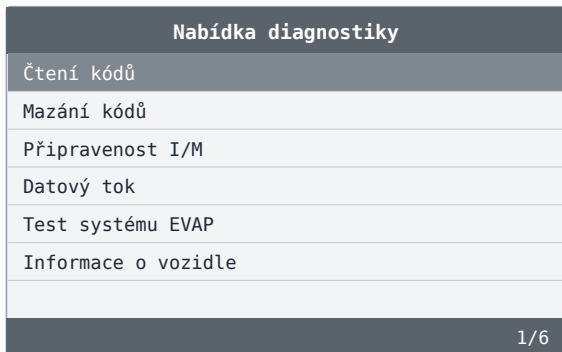 Nabídka diagnostiky
Čtení kódů
Mazání kódů
Připravenost I/M
Datový tok
Test systému EVAP
Informace o vozidle
1/6